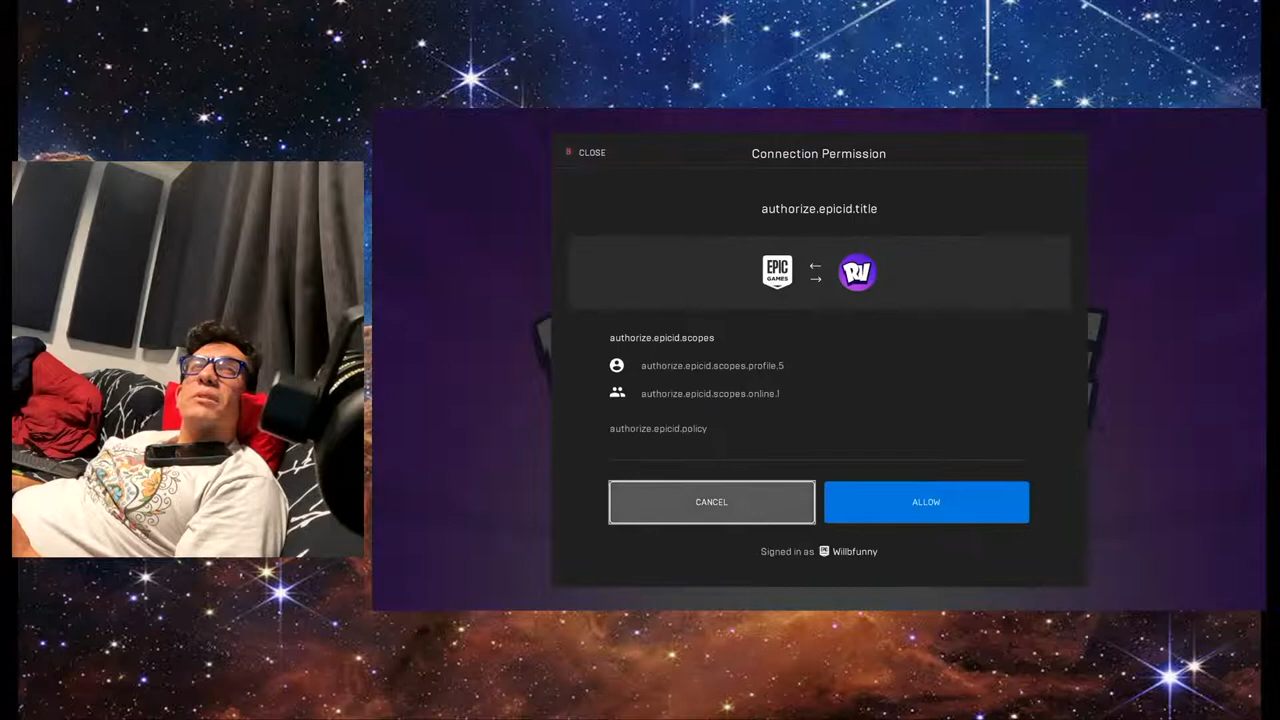 B CLOSE
Connection Permission
authorize.epicid.title
EPIC
GAMES
authorize.epicid.scopes
authorize.epicid.scopes.profile.5
authorize.epicid.scopes.online.1
authorize.epicid.policy
CANCEL
ALLOW
Signed in as Willbfunny